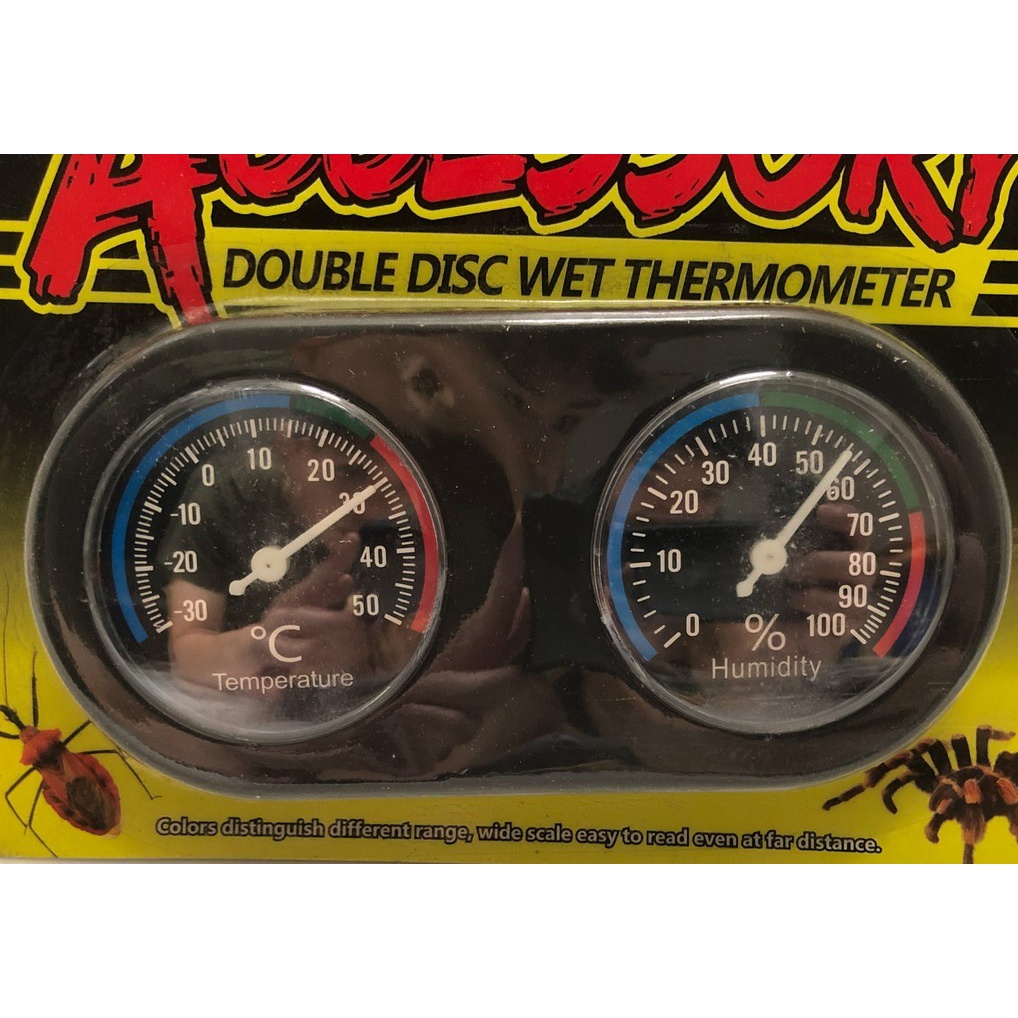 ACCESSORY
DOUBLE DISC WET THERMOMETER
-30 -20 -10 0 10 20 30 40 50
°C
Temperature
0 10 20 30 40 50 60 70 80 90 100
%
Humidity
Colors distinguish different range, wide scale easy to read even at far distance.